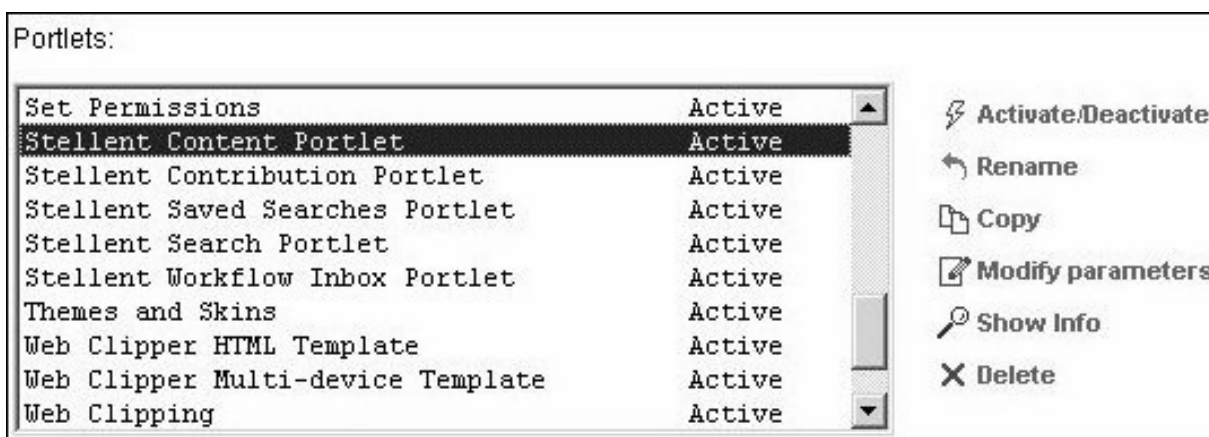 Portlets:
Set Permissions Active
Stellent Content Portlet Active
Stellent Contribution Portlet Active
Stellent Saved Searches Portlet Active
Stellent Search Portlet Active
Stellent Workflow Inbox Portlet Active
Themes and Skins Active
Web Clipper HTML Template Active
Web Clipper Multi-device Template Active
Web Clipping Active
Activate/Deactivate
Rename
Copy
Modify parameters
Show Info
Delete